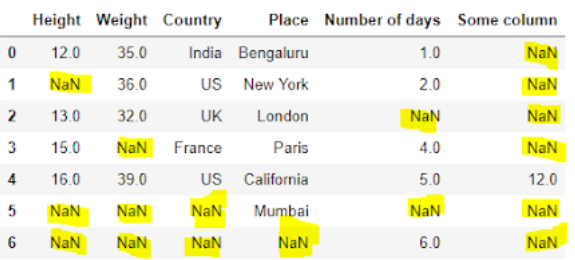 Height Weight Country Place Number of days Some column
0 12.0 35.0 India Bengaluru 1.0 NaN
1 NaN 36.0 US New York 2.0 NaN
2 13.0 32.0 UK London NaN NaN
3 15.0 NaN France Paris 4.0 NaN
4 16.0 39.0 US California 5.0 12.0
5 NaN NaN NaN Mumbai NaN NaN
6 NaN NaN NaN NaN 6.0 NaN